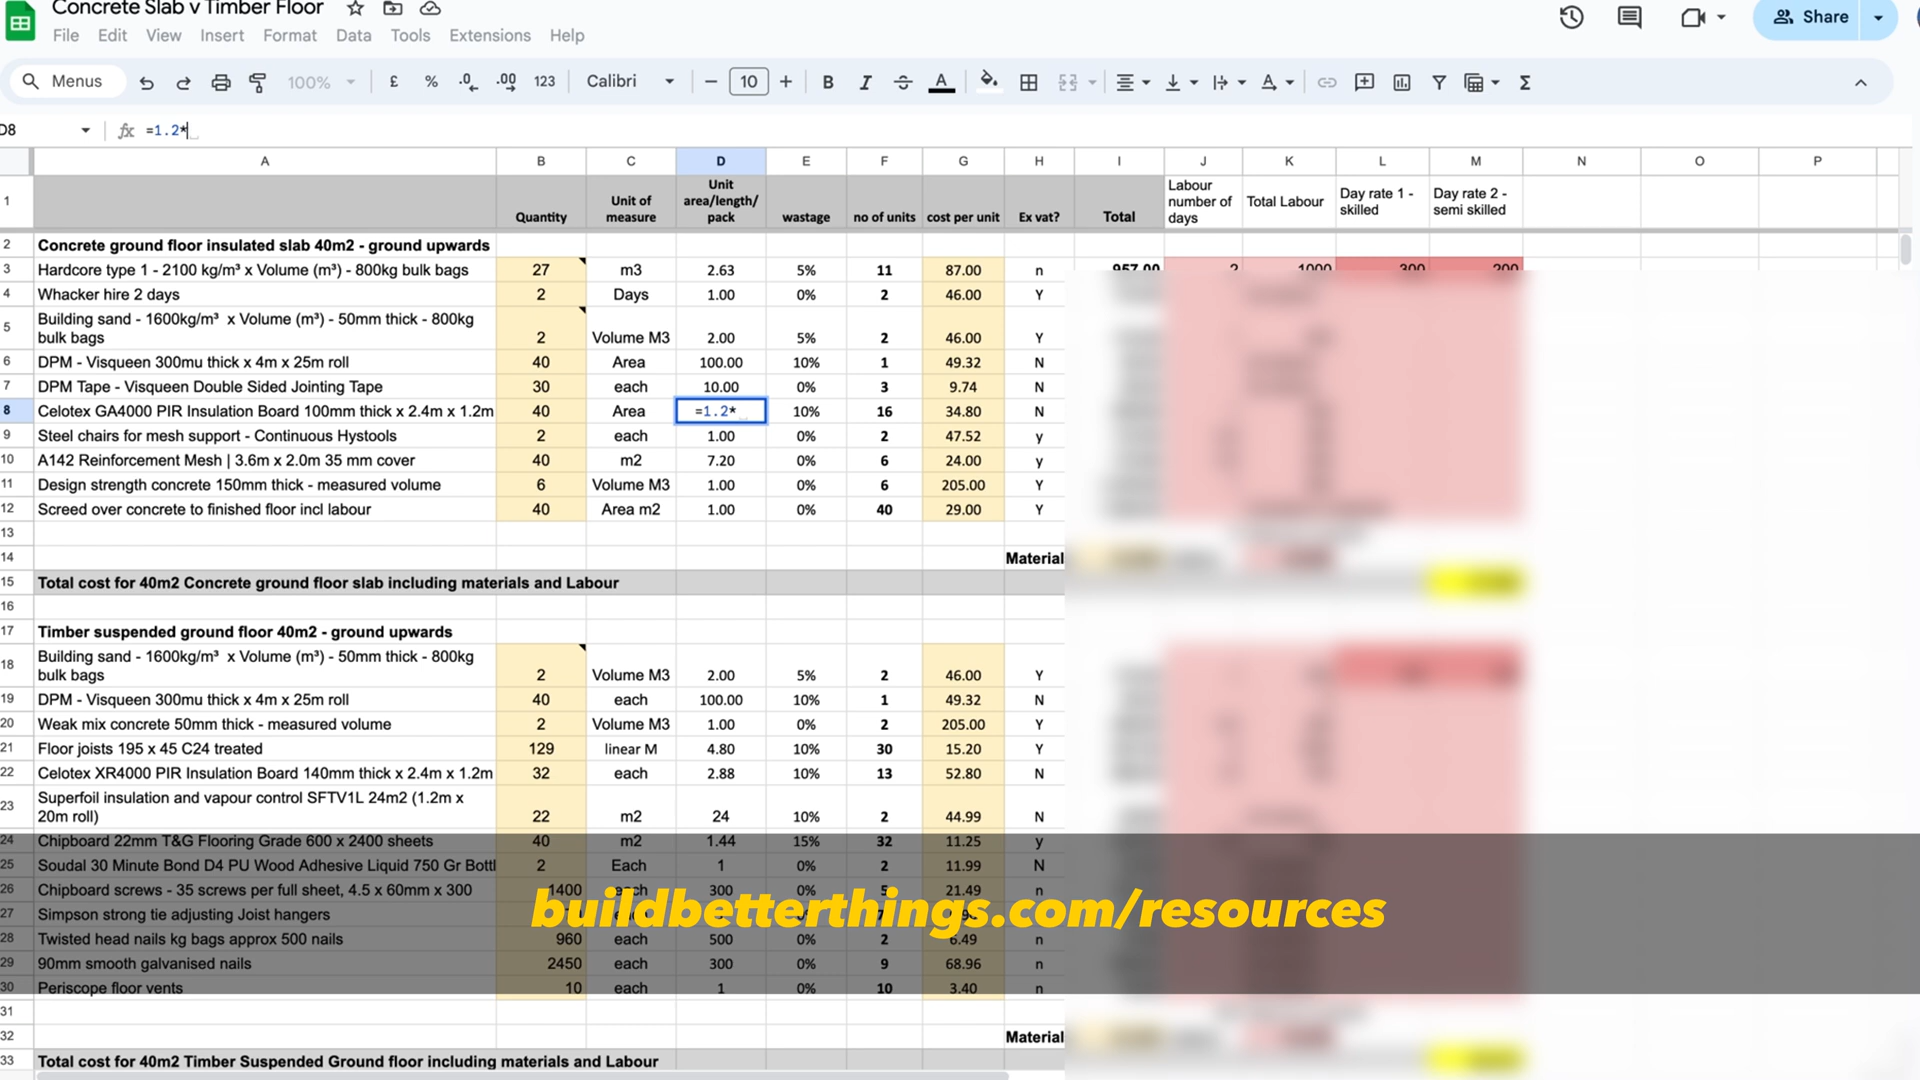 Concrete Slab v Timber Floor
File Edit View Insert Format Data Tools Extensions Help
Share
Menus 100% £ % .0 .00 123 Calibri 10
D8 fx =1.2*
A B C D E F G H I J K L M N O P
1 Quantity Unit of measure Unit area/length/pack wastage no of units cost per unit Ex vat? Total Labour number of days Total Labour Day rate 1 - skilled Day rate 2 - semi skilled
2 Concrete ground floor insulated slab 40m2 - ground upwards
3 Hardcore type 1 - 2100 kg/m³ x Volume (m³) - 800kg bulk bags 27 m3 2.63 5% 11 87.00 n 957.00 2 1000 300 200
4 Whacker hire 2 days 2 Days 1.00 0% 2 46.00 Y
5 Building sand - 1600kg/m³ x Volume (m³) - 50mm thick - 800kg bulk bags 2 Volume M3 2.00 5% 2 46.00 Y
6 DPM - Visqueen 300mu thick x 4m x 25m roll 40 Area 100.00 10% 1 49.32 N
7 DPM Tape - Visqueen Double Sided Jointing Tape 30 each 10.00 0% 3 9.74 N
8 Celotex GA4000 PIR Insulation Board 100mm thick x 2.4m x 1.2m 40 Area =1.2* 10% 16 34.80 N
9 Steel chairs for mesh support - Continuous Hystools 2 each 1.00 0% 2 47.52 y
10 A142 Reinforcement Mesh | 3.6m x 2.0m 35 mm cover 40 m2 7.20 0% 6 24.00 y
11 Design strength concrete 150mm thick - measured volume 6 Volume M3 1.00 0% 6 205.00 Y
12 Screed over concrete to finished floor incl labour 40 Area m2 1.00 0% 40 29.00 Y
13
14 Material
15 Total cost for 40m2 Concrete ground floor slab including materials and Labour
16
17 Timber suspended ground floor 40m2 - ground upwards
18 Building sand - 1600kg/m³ x Volume (m³) - 50mm thick - 800kg bulk bags 2 Volume M3 2.00 5% 2 46.00 Y
19 DPM - Visqueen 300mu thick x 4m x 25m roll 40 each 100.00 10% 1 49.32 N
20 Weak mix concrete 50mm thick - measured volume 2 Volume M3 1.00 0% 2 205.00 Y
21 Floor joists 195 x 45 C24 treated 129 linear M 4.80 10% 30 15.20 Y
22 Celotex XR4000 PIR Insulation Board 140mm thick x 2.4m x 1.2m 32 each 2.88 10% 13 52.80 N
23 Superfoil insulation and vapour control SFTV1L 24m2 (1.2m x 20m roll) 22 m2 24 10% 2 44.99 N
24 Chipboard 22mm T&G Flooring Grade 600 x 2400 sheets 40 m2 1.44 15% 32 11.25 y
25 Soudal 30 Minute Bond D4 PU Wood Adhesive Liquid 750 Gr Bottl 2 Each 1 0% 2 11.99 N
26 Chipboard screws - 35 screws per full sheet, 4.5 x 60mm x 300 1400 each 300 0% 5 21.49 n
27 Simpson strong tie adjusting Joist hangers
buildbetterthings.com/resources
28 Twisted head nails kg bags approx 500 nails 960 each 500 0% 2 6.49 n
29 90mm smooth galvanised nails 2450 each 300 0% 9 68.96 n
30 Periscope floor vents 10 each 1 0% 10 3.40 n
31
32 Material
33 Total cost for 40m2 Timber Suspended Ground floor including materials and Labour